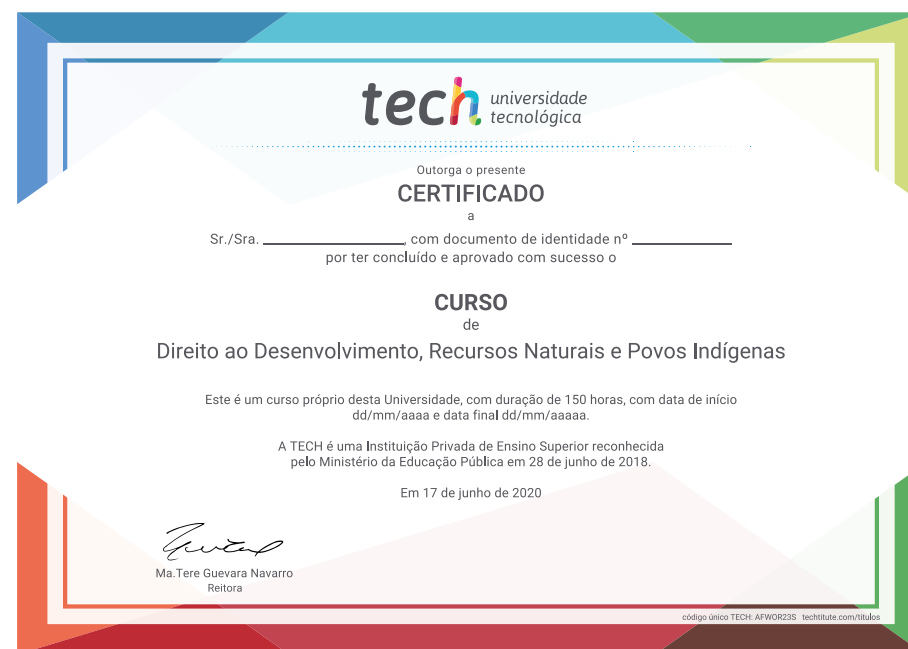 tech universidade
tecnológica
Outorga o presente
CERTIFICADO
a
Sr./Sra. ____________, com documento de identidade nº ____________
por ter concluído e aprovado com sucesso o
CURSO
de
Direito ao Desenvolvimento, Recursos Naturais e Povos Indígenas
Este é um curso próprio desta Universidade, com duração de 150 horas, com data de início
dd/mm/aaaa e data final dd/mm/aaaaa.
A TECH é uma Instituição Privada de Ensino Superior reconhecida
pelo Ministério da Educação Pública em 28 de junho de 2018.
Em 17 de junho de 2020
Ma.Tere Guevara Navarro
Reitora
código único TECH: AFWOR23S techtitute.com/titulos